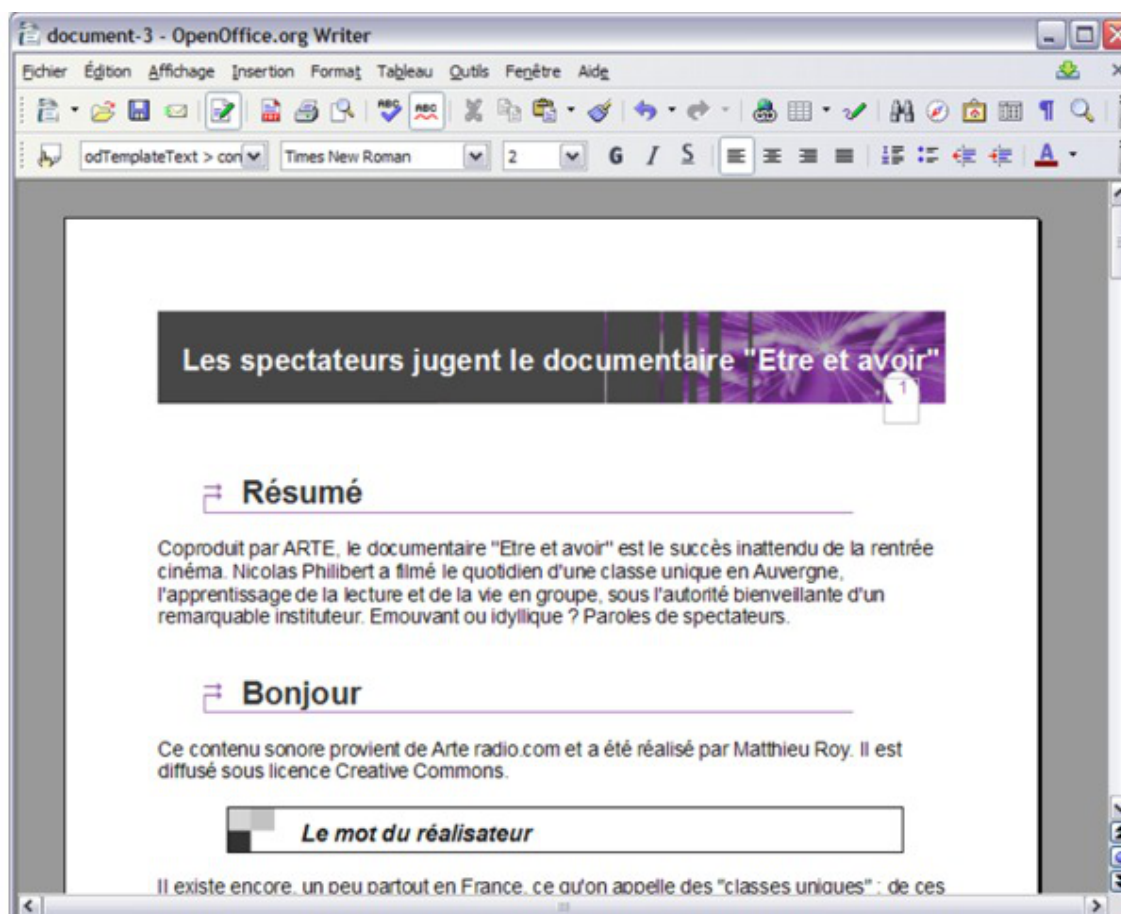 document-3 - OpenOffice.org Writer
Fichier Édition Affichage Insertion Format Tableau Outils Fenêtre Aide
ABC ABC
odTemplateText > con Times New Roman 2 G I S A
Les spectateurs jugent le documentaire "Etre et avoir"
1
Résumé
Coproduit par ARTE, le documentaire "Etre et avoir" est le succès inattendu de la rentrée
cinéma. Nicolas Philibert a filmé le quotidien d'une classe unique en Auvergne,
l'apprentissage de la lecture et de la vie en groupe, sous l'autorité bienveillante d'un
remarquable instituteur. Emouvant ou idyllique ? Paroles de spectateurs.
Bonjour
Ce contenu sonore provient de Arte radio.com et a été réalisé par Matthieu Roy. Il est
diffusé sous licence Creative Commons.
Le mot du réalisateur
Il existe encore, un peu partout en France, ce qu'on appelle des "classes uniques" : de ces